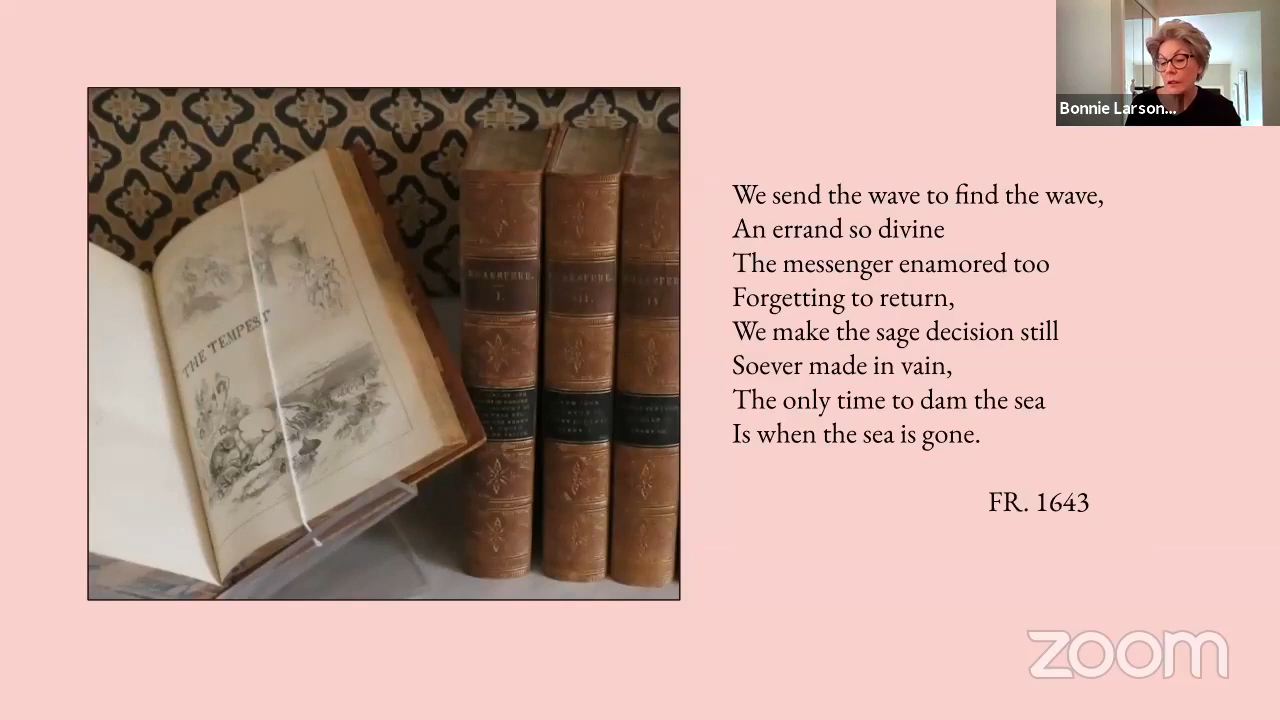 Bonnie Larson...
We send the wave to find the wave,
An errand so divine
The messenger enamored too
Forgetting to return,
We make the sage decision still
Soever made in vain,
The only time to dam the sea
Is when the sea is gone.
FR. 1643
THE TEMPEST
I.
III.
IV
zoom